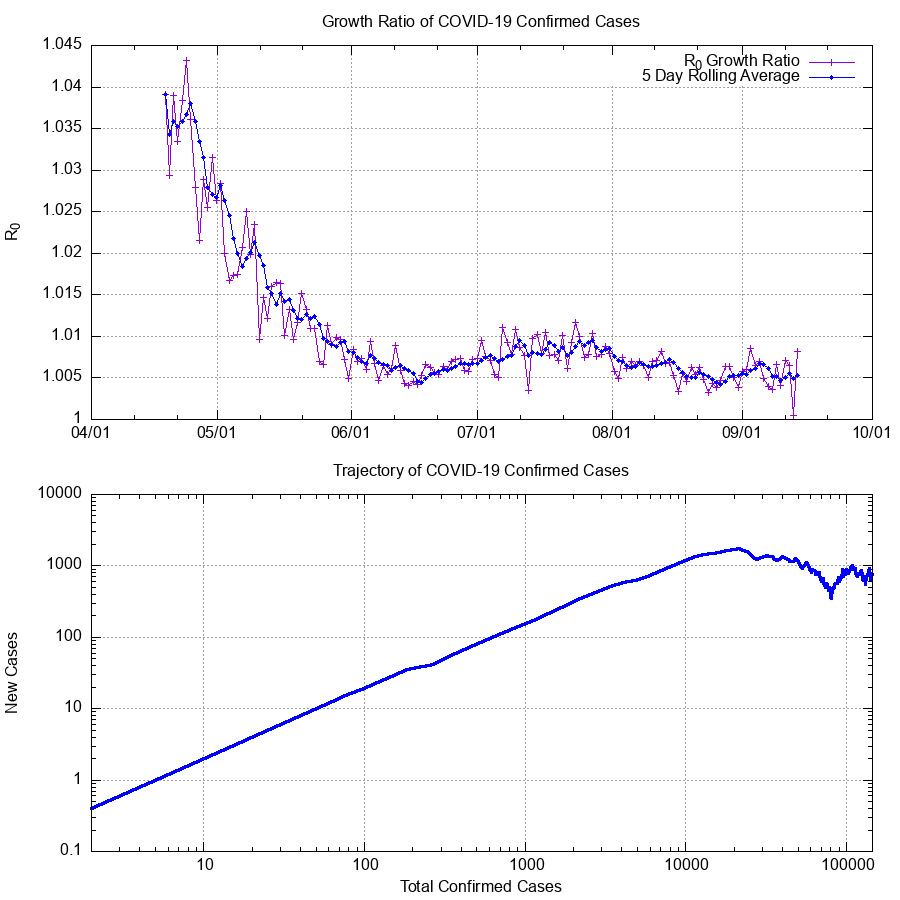 Growth Ratio of COVID-19 Confirmed Cases
1.045
1.04
1.035
1.03
1.025
1.02
1.015
1.01
1.005
1
R0
R0 Growth Ratio
5 Day Rolling Average
04/01 05/01 06/01 07/01 08/01 09/01 10/01
Trajectory of COVID-19 Confirmed Cases
10000
1000
100
10
1
0.1
New Cases
10 100 1000 10000 100000
Total Confirmed Cases